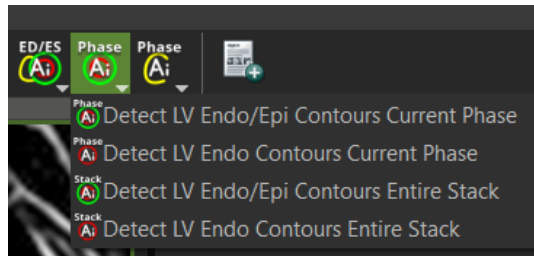 ED/ES Phase Phase
Ai Ai Ai
Phase Ai Detect LV Endo/Epi Contours Current Phase
Phase Ai Detect LV Endo Contours Current Phase
Stack Ai Detect LV Endo/Epi Contours Entire Stack
Stack Ai Detect LV Endo Contours Entire Stack